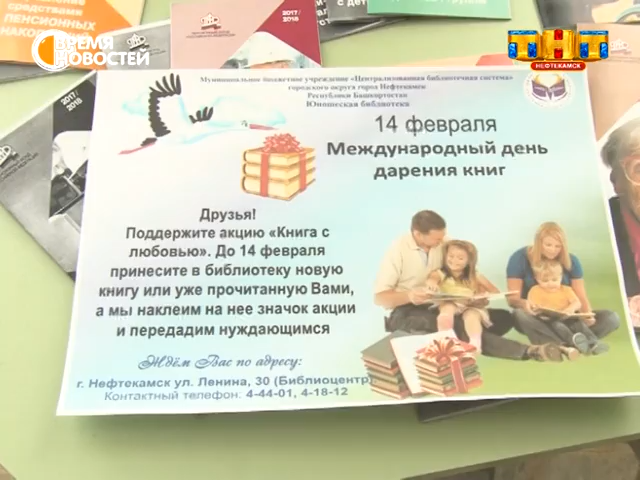 средствами
ПЕНСИОННЫХ
2017/
2018
ВРЕМЯ
НОВОСТЕЙ
ТНТ
НЕФТЕКАМСК
2017/
2018
Муниципальное бюджетное учреждение «Централизованная библиотечная система»
городского округа город Нефтекамск
Республики Башкортостан
Юношеская библиотека
14 февраля
Международный день
дарения книг
Друзья!
Поддержите акцию «Книга с
любовью». До 14 февраля
принесите в библиотеку новую
книгу или уже прочитанную Вами,
а мы наклеим на нее значок акции
и передадим нуждающимся
Ждём Вас по адресу:
г. Нефтекамск ул. Ленина, 30 (Библиоцентр)
Контактный телефон: 4-44-01, 4-18-12